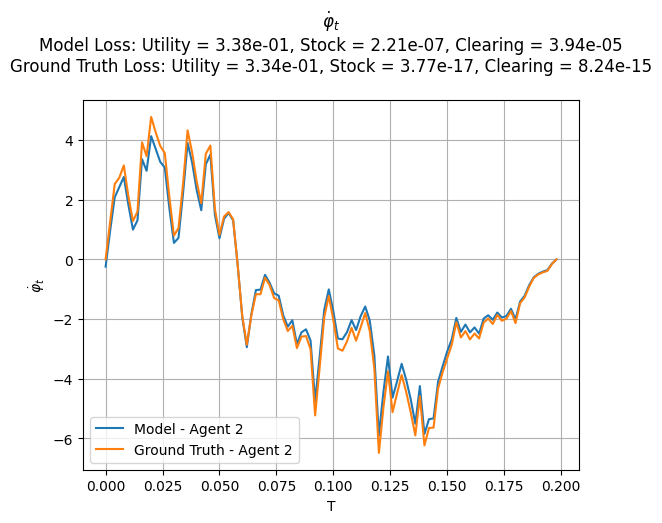 φ̇ₜ
Model Loss: Utility = 3.38e-01, Stock = 2.21e-07, Clearing = 3.94e-05
Ground Truth Loss: Utility = 3.34e-01, Stock = 3.77e-17, Clearing = 8.24e-15
4
2
0
−2
−4
−6
φ̇ₜ
Model - Agent 2
Ground Truth - Agent 2
0.000 0.025 0.050 0.075 0.100 0.125 0.150 0.175 0.200
T